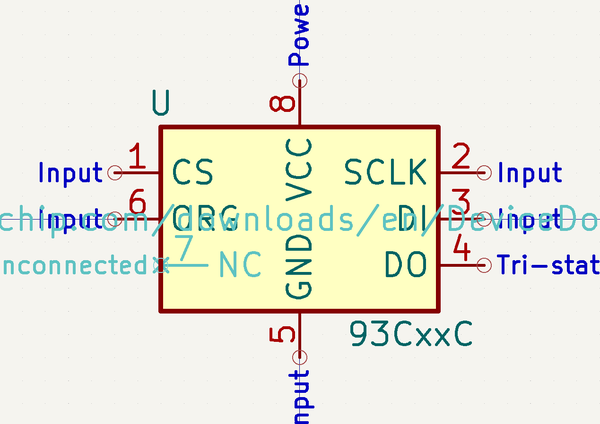 Powe
U
8
1
2
Input
CS
VCC
SCLK
Input
6
3
Input
ORG
DI
Input
chip.com/downloads/en/DeviceDo
7
4
nconnected
NC
GND
DO
Tri-stat
5
93CxxC
nput